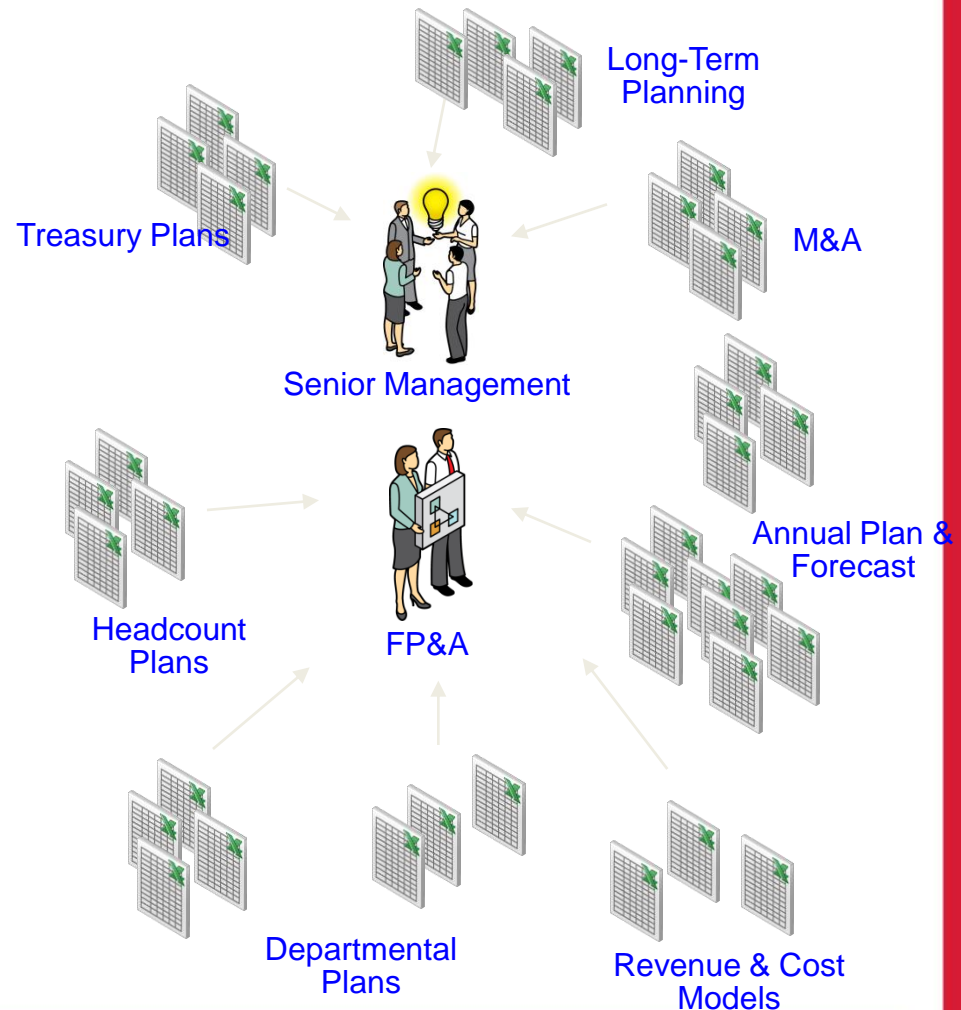 Long-Term
Planning
Treasury Plans
M&A
Senior Management
Annual Plan &
Forecast
Headcount
Plans
FP&A
Departmental
Plans
Revenue & Cost
Models